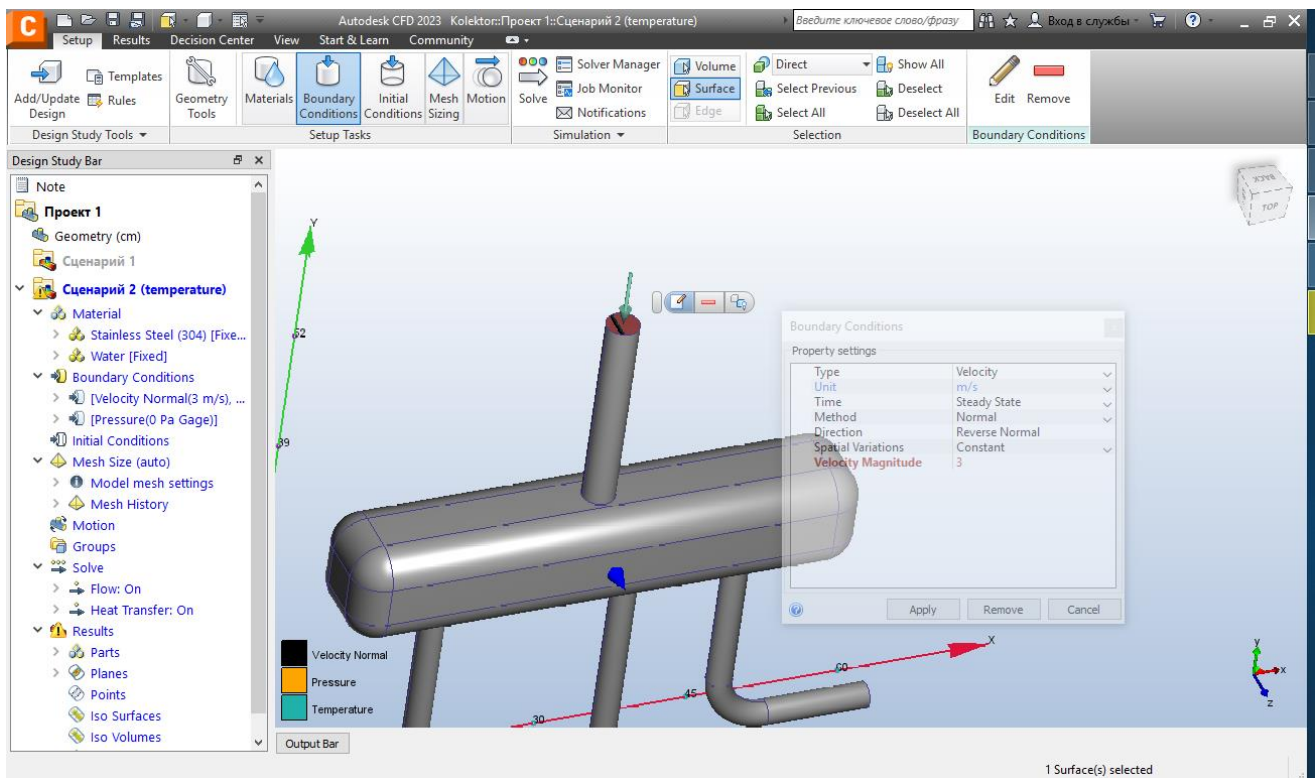 Autodesk CFD 2023 Kolektor::Проект 1::Сценарий 2 (temperature)
Введите ключевое слово/фразу
Вход в службы
Setup Results Decision Center View Start & Learn Community
Add/Update Design
Templates
Rules
Design Study Tools
Geometry Tools
Materials
Boundary Conditions
Initial Conditions
Mesh Sizing
Motion
Setup Tasks
Solve
Solver Manager
Job Monitor
Notifications
Simulation
Volume
Surface
Edge
Direct
Select Previous
Select All
Show All
Deselect
Deselect All
Selection
Edit
Remove
Boundary Conditions
Design Study Bar
Note
Проект 1
Geometry (cm)
Сценарий 1
Сценарий 2 (temperature)
Material
Stainless Steel (304) [Fixe...
Water [Fixed]
Boundary Conditions
[Velocity Normal(3 m/s), ...
[Pressure(0 Pa Gage)]
Initial Conditions
Mesh Size (auto)
Model mesh settings
Mesh History
Motion
Groups
Solve
Flow: On
Heat Transfer: On
Results
Parts
Planes
Points
Iso Surfaces
Iso Volumes
Y
52
39
BACK
TOP
Boundary Conditions
Property settings
Type Velocity
Unit m/s
Time Steady State
Method Normal
Direction Reverse Normal
Spatial Variations Constant
Velocity Magnitude 3
Apply Remove Cancel
X
60
45
30
Velocity Normal
Pressure
Temperature
y
x
z
Output Bar
1 Surface(s) selected